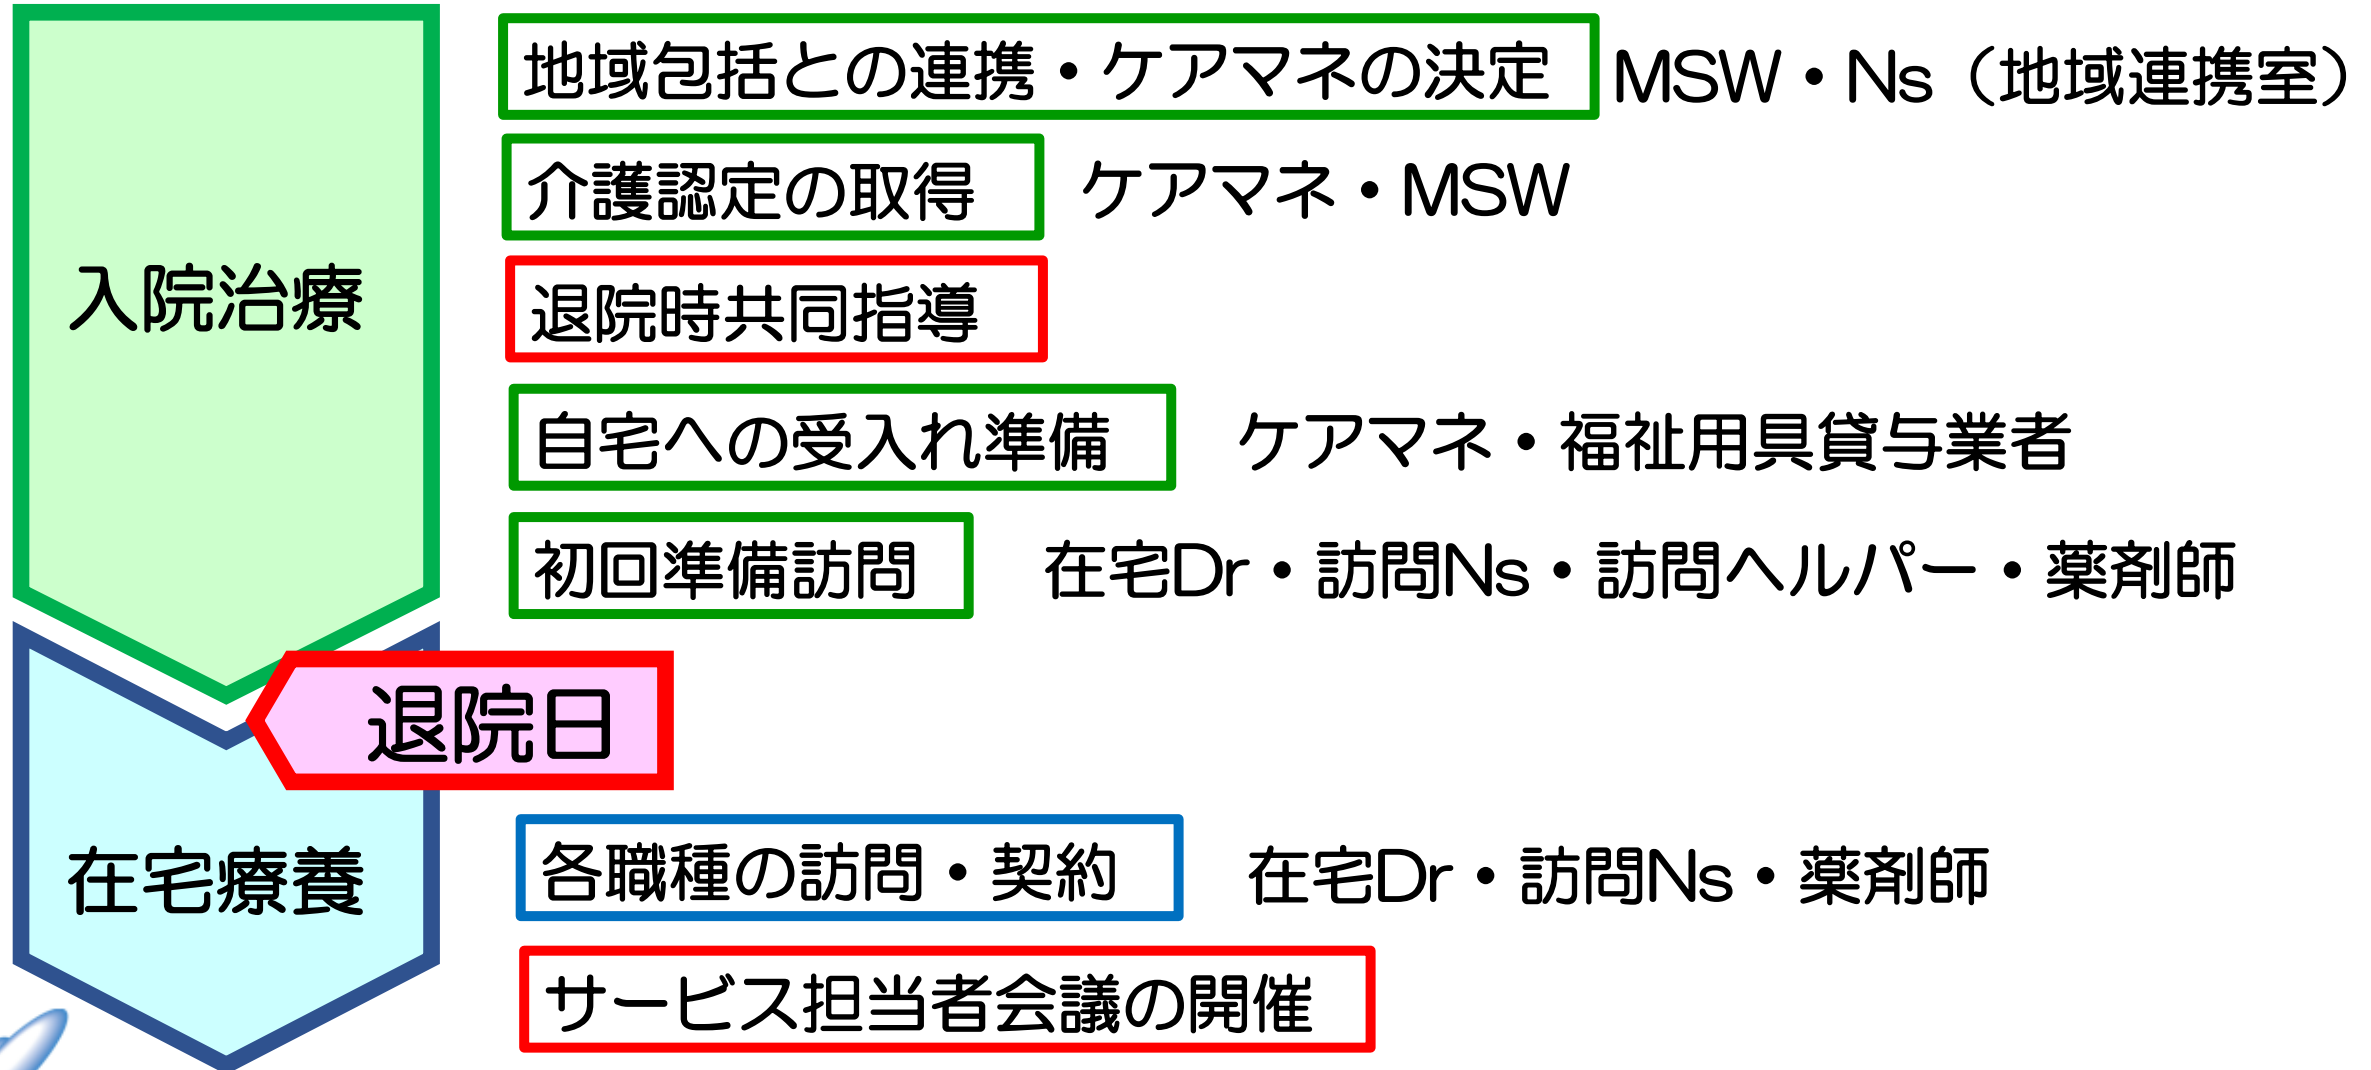 地域包括との連携・ケアマネの決定 MSW・Ns（地域連携室）
介護認定の取得 ケアマネ・MSW
入院治療
退院時共同指導
自宅への受入れ準備 ケアマネ・福祉用具貸与業者
初回準備訪問 在宅Dr・訪問Ns・訪問ヘルパー・薬剤師
退院日
在宅療養
各職種の訪問・契約 在宅Dr・訪問Ns・薬剤師
サービス担当者会議の開催